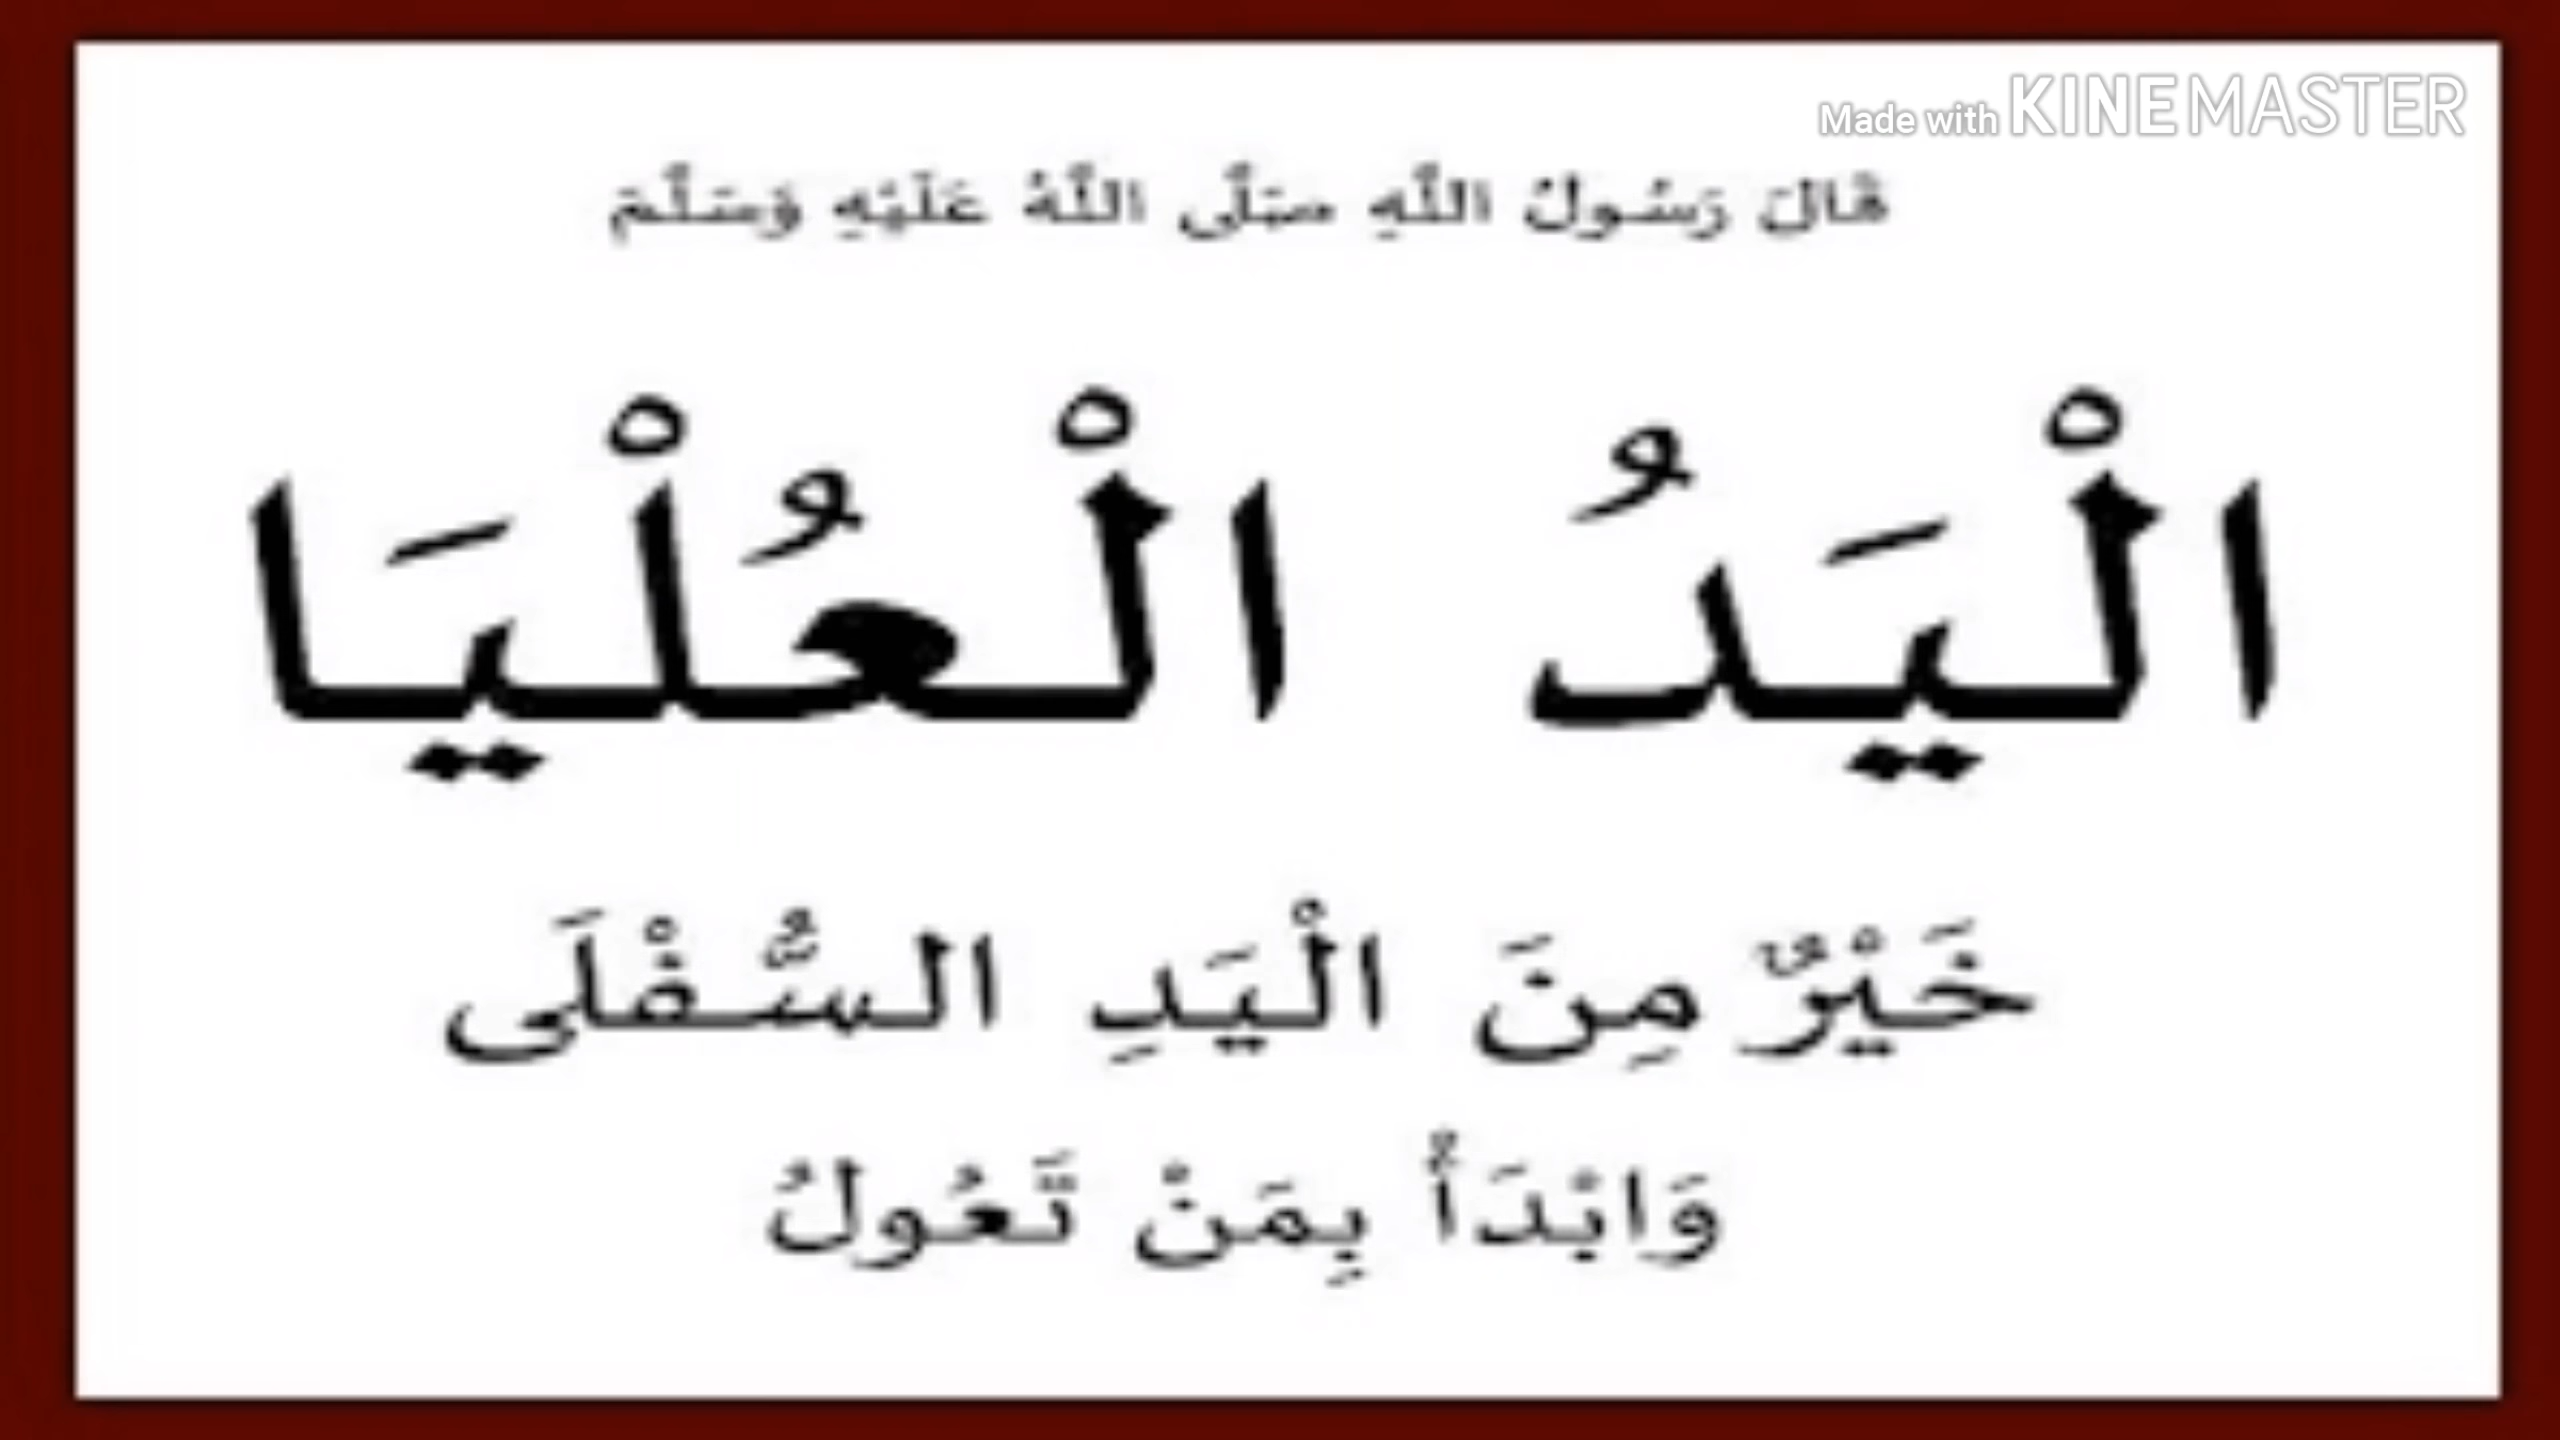 Made with KINEMASTER
قَالَ رَسُولُ اللَّهِ صَلَّى اللَّهُ عَلَيْهِ وَسَلَّمَ
الْيَدُ الْعُلْيَا
خَيْرٌ مِنَ الْيَدِ السُّفْلَى
وَابْدَأْ بِمَنْ تَعُولُ